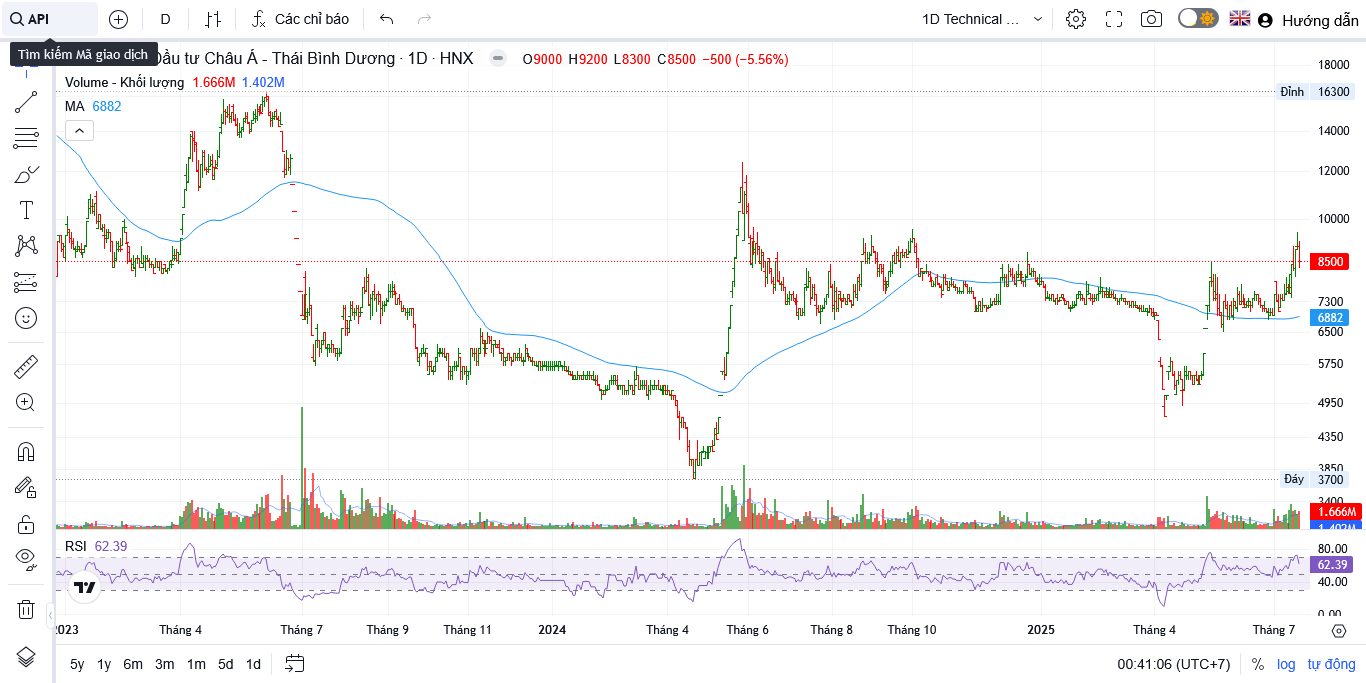 API
D
Các chỉ báo
1D Technical ...
Hướng dẫn
Tìm kiếm Mã giao dịch
Đầu tư Châu Á - Thái Bình Dương · 1D · HNX
O9000 H9200 L8300 C8500 −500 (−5.56%)
Volume - Khối lượng 1.666M 1.402M
MA 6882
18000
Đỉnh 16300
14000
12000
10000
8500
7300
6882
6500
5750
4950
4350
3850
Đáy 3700
3400
1.666M
1.402M
RSI 62.39
80.00
62.39
40.00
0.00
2023 Tháng 4 Tháng 7 Tháng 9 Tháng 11 2024 Tháng 4 Tháng 6 Tháng 8 Tháng 10 2025 Tháng 4 Tháng 7
5y 1y 6m 3m 1m 5d 1d
00:41:06 (UTC+7) % log tự động